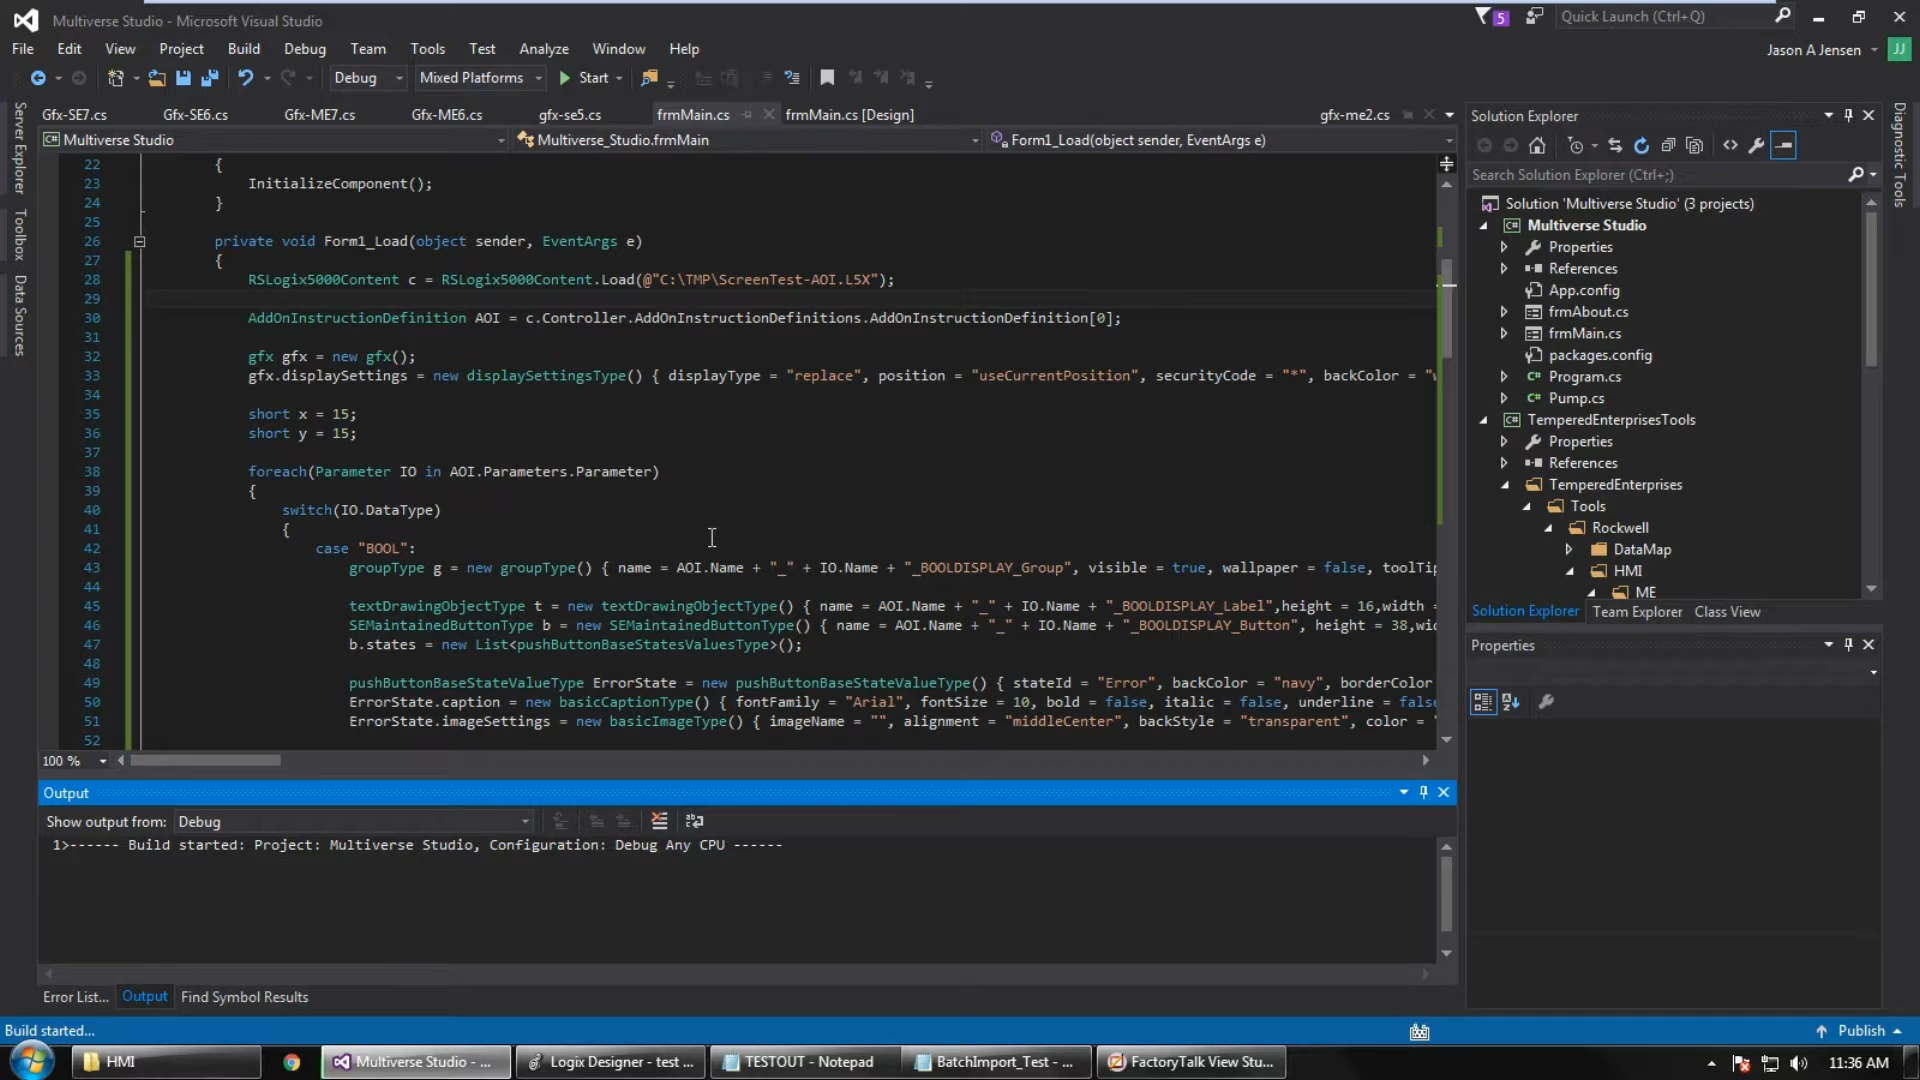 Multiverse Studio - Microsoft Visual Studio
5
Quick Launch (Ctrl+Q)
File Edit View Project Build Debug Team Tools Test Analyze Window Help
Jason A Jensen JJ
Debug Mixed Platforms Start
Gfx-SE7.cs Gfx-SE6.cs Gfx-ME7.cs Gfx-ME6.cs gfx-se5.cs frmMain.cs frmMain.cs [Design] gfx-me2.cs
Multiverse Studio Multiverse_Studio.frmMain Form1_Load(object sender, EventArgs e)
Server Explorer
Toolbox
Data Sources
22 {
23 InitializeComponent();
24 }
25
26 private void Form1_Load(object sender, EventArgs e)
27 {
28 RSLogix5000Content c = RSLogix5000Content.Load(@"C:\TMP\ScreenTest-AOI.L5X");
29
30 AddOnInstructionDefinition AOI = c.Controller.AddOnInstructionDefinitions.AddOnInstructionDefinition[0];
31
32 gfx gfx = new gfx();
33 gfx.displaySettings = new displaySettingsType() { displayType = "replace", position = "useCurrentPosition", securityCode = "*", backColor = "w
34
35 short x = 15;
36 short y = 15;
37
38 foreach(Parameter IO in AOI.Parameters.Parameter)
39 {
40 switch(IO.DataType)
41 {
42 case "BOOL":
43 groupType g = new groupType() { name = AOI.Name + "_" + IO.Name + "_BOOLDISPLAY_Group", visible = true, wallpaper = false, toolTip
44
45 textDrawingObjectType t = new textDrawingObjectType() { name = AOI.Name + "_" + IO.Name + "_BOOLDISPLAY_Label",height = 16,width =
46 SEMaintainedButtonType b = new SEMaintainedButtonType() { name = AOI.Name + "_" + IO.Name + "_BOOLDISPLAY_Button", height = 38,wid
47 b.states = new List<pushButtonBaseStatesValuesType>();
48
49 pushButtonBaseStateValueType ErrorState = new pushButtonBaseStateValueType() { stateId = "Error", backColor = "navy", borderColor
50 ErrorState.caption = new basicCaptionType() { fontFamily = "Arial", fontSize = 10, bold = false, italic = false, underline = false
51 ErrorState.imageSettings = new basicImageType() { imageName = "", alignment = "middleCenter", backStyle = "transparent", color = "
52
100 %
Output
Show output from: Debug
1>------ Build started: Project: Multiverse Studio, Configuration: Debug Any CPU ------
Error List... Output Find Symbol Results
Solution Explorer
Search Solution Explorer (Ctrl+;)
Solution 'Multiverse Studio' (3 projects)
Multiverse Studio
Properties
References
App.config
frmAbout.cs
frmMain.cs
packages.config
Program.cs
Pump.cs
TemperedEnterprisesTools
Properties
References
TemperedEnterprises
Tools
Rockwell
DataMap
HMI
ME
Solution Explorer Team Explorer Class View
Properties
Diagnostic Tools
Build started...
Publish
HMI
Multiverse Studio - ...
Logix Designer - test ...
TESTOUT - Notepad
BatchImport_Test - ...
FactoryTalk View Stu...
11:36 AM